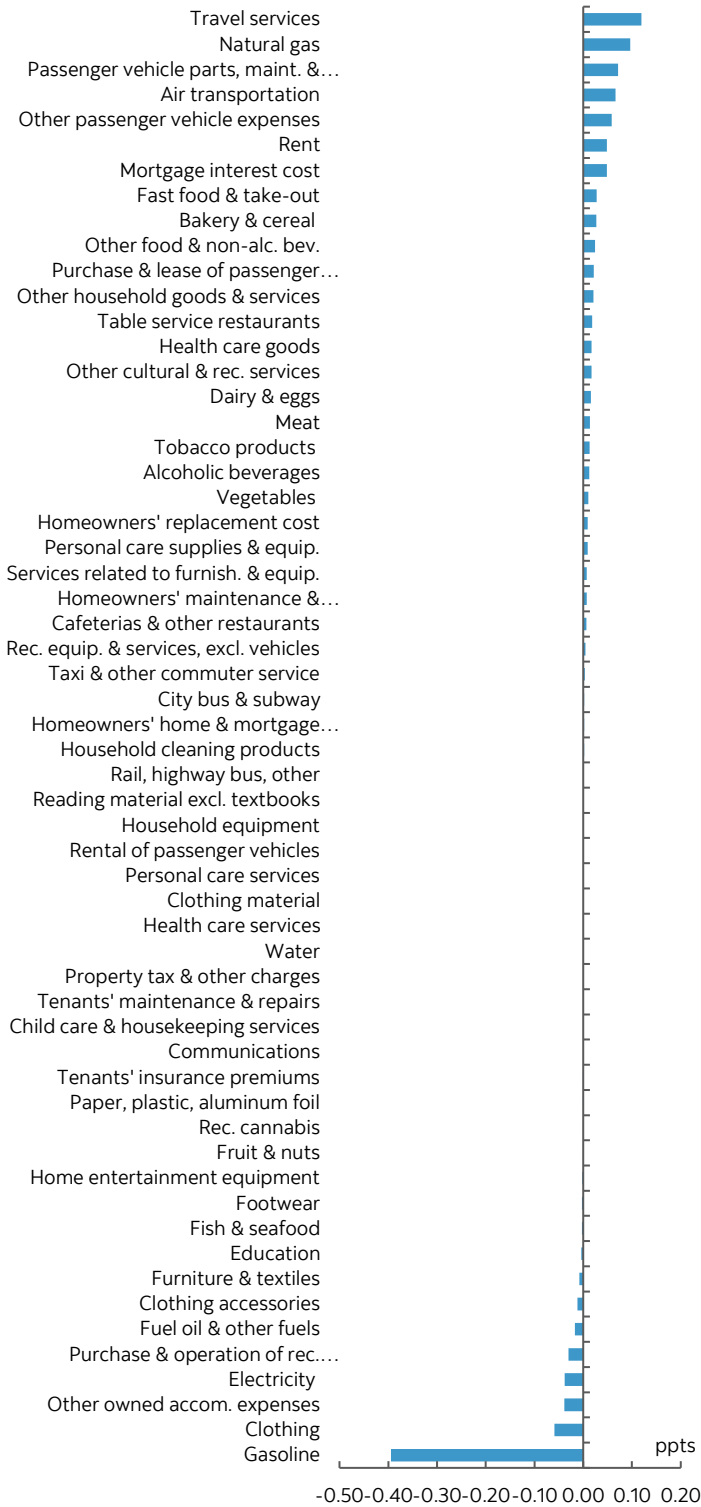 Travel services
Natural gas
Passenger vehicle parts, maint. &...
Air transportation
Other passenger vehicle expenses
Rent
Mortgage interest cost
Fast food & take-out
Bakery & cereal
Other food & non-alc. bev.
Purchase & lease of passenger...
Other household goods & services
Table service restaurants
Health care goods
Other cultural & rec. services
Dairy & eggs
Meat
Tobacco products
Alcoholic beverages
Vegetables
Homeowners' replacement cost
Personal care supplies & equip.
Services related to furnish. & equip.
Homeowners' maintenance &...
Cafeterias & other restaurants
Rec. equip. & services, excl. vehicles
Taxi & other commuter service
City bus & subway
Homeowners' home & mortgage...
Household cleaning products
Rail, highway bus, other
Reading material excl. textbooks
Household equipment
Rental of passenger vehicles
Personal care services
Clothing material
Health care services
Water
Property tax & other charges
Tenants' maintenance & repairs
Child care & housekeeping services
Communications
Tenants' insurance premiums
Paper, plastic, aluminum foil
Rec. cannabis
Fruit & nuts
Home entertainment equipment
Footwear
Fish & seafood
Education
Furniture & textiles
Clothing accessories
Fuel oil & other fuels
Purchase & operation of rec....
Electricity
Other owned accom. expenses
Clothing
Gasoline
ppts
-0.50 -0.40 -0.30 -0.20 -0.10 0.00 0.10 0.20